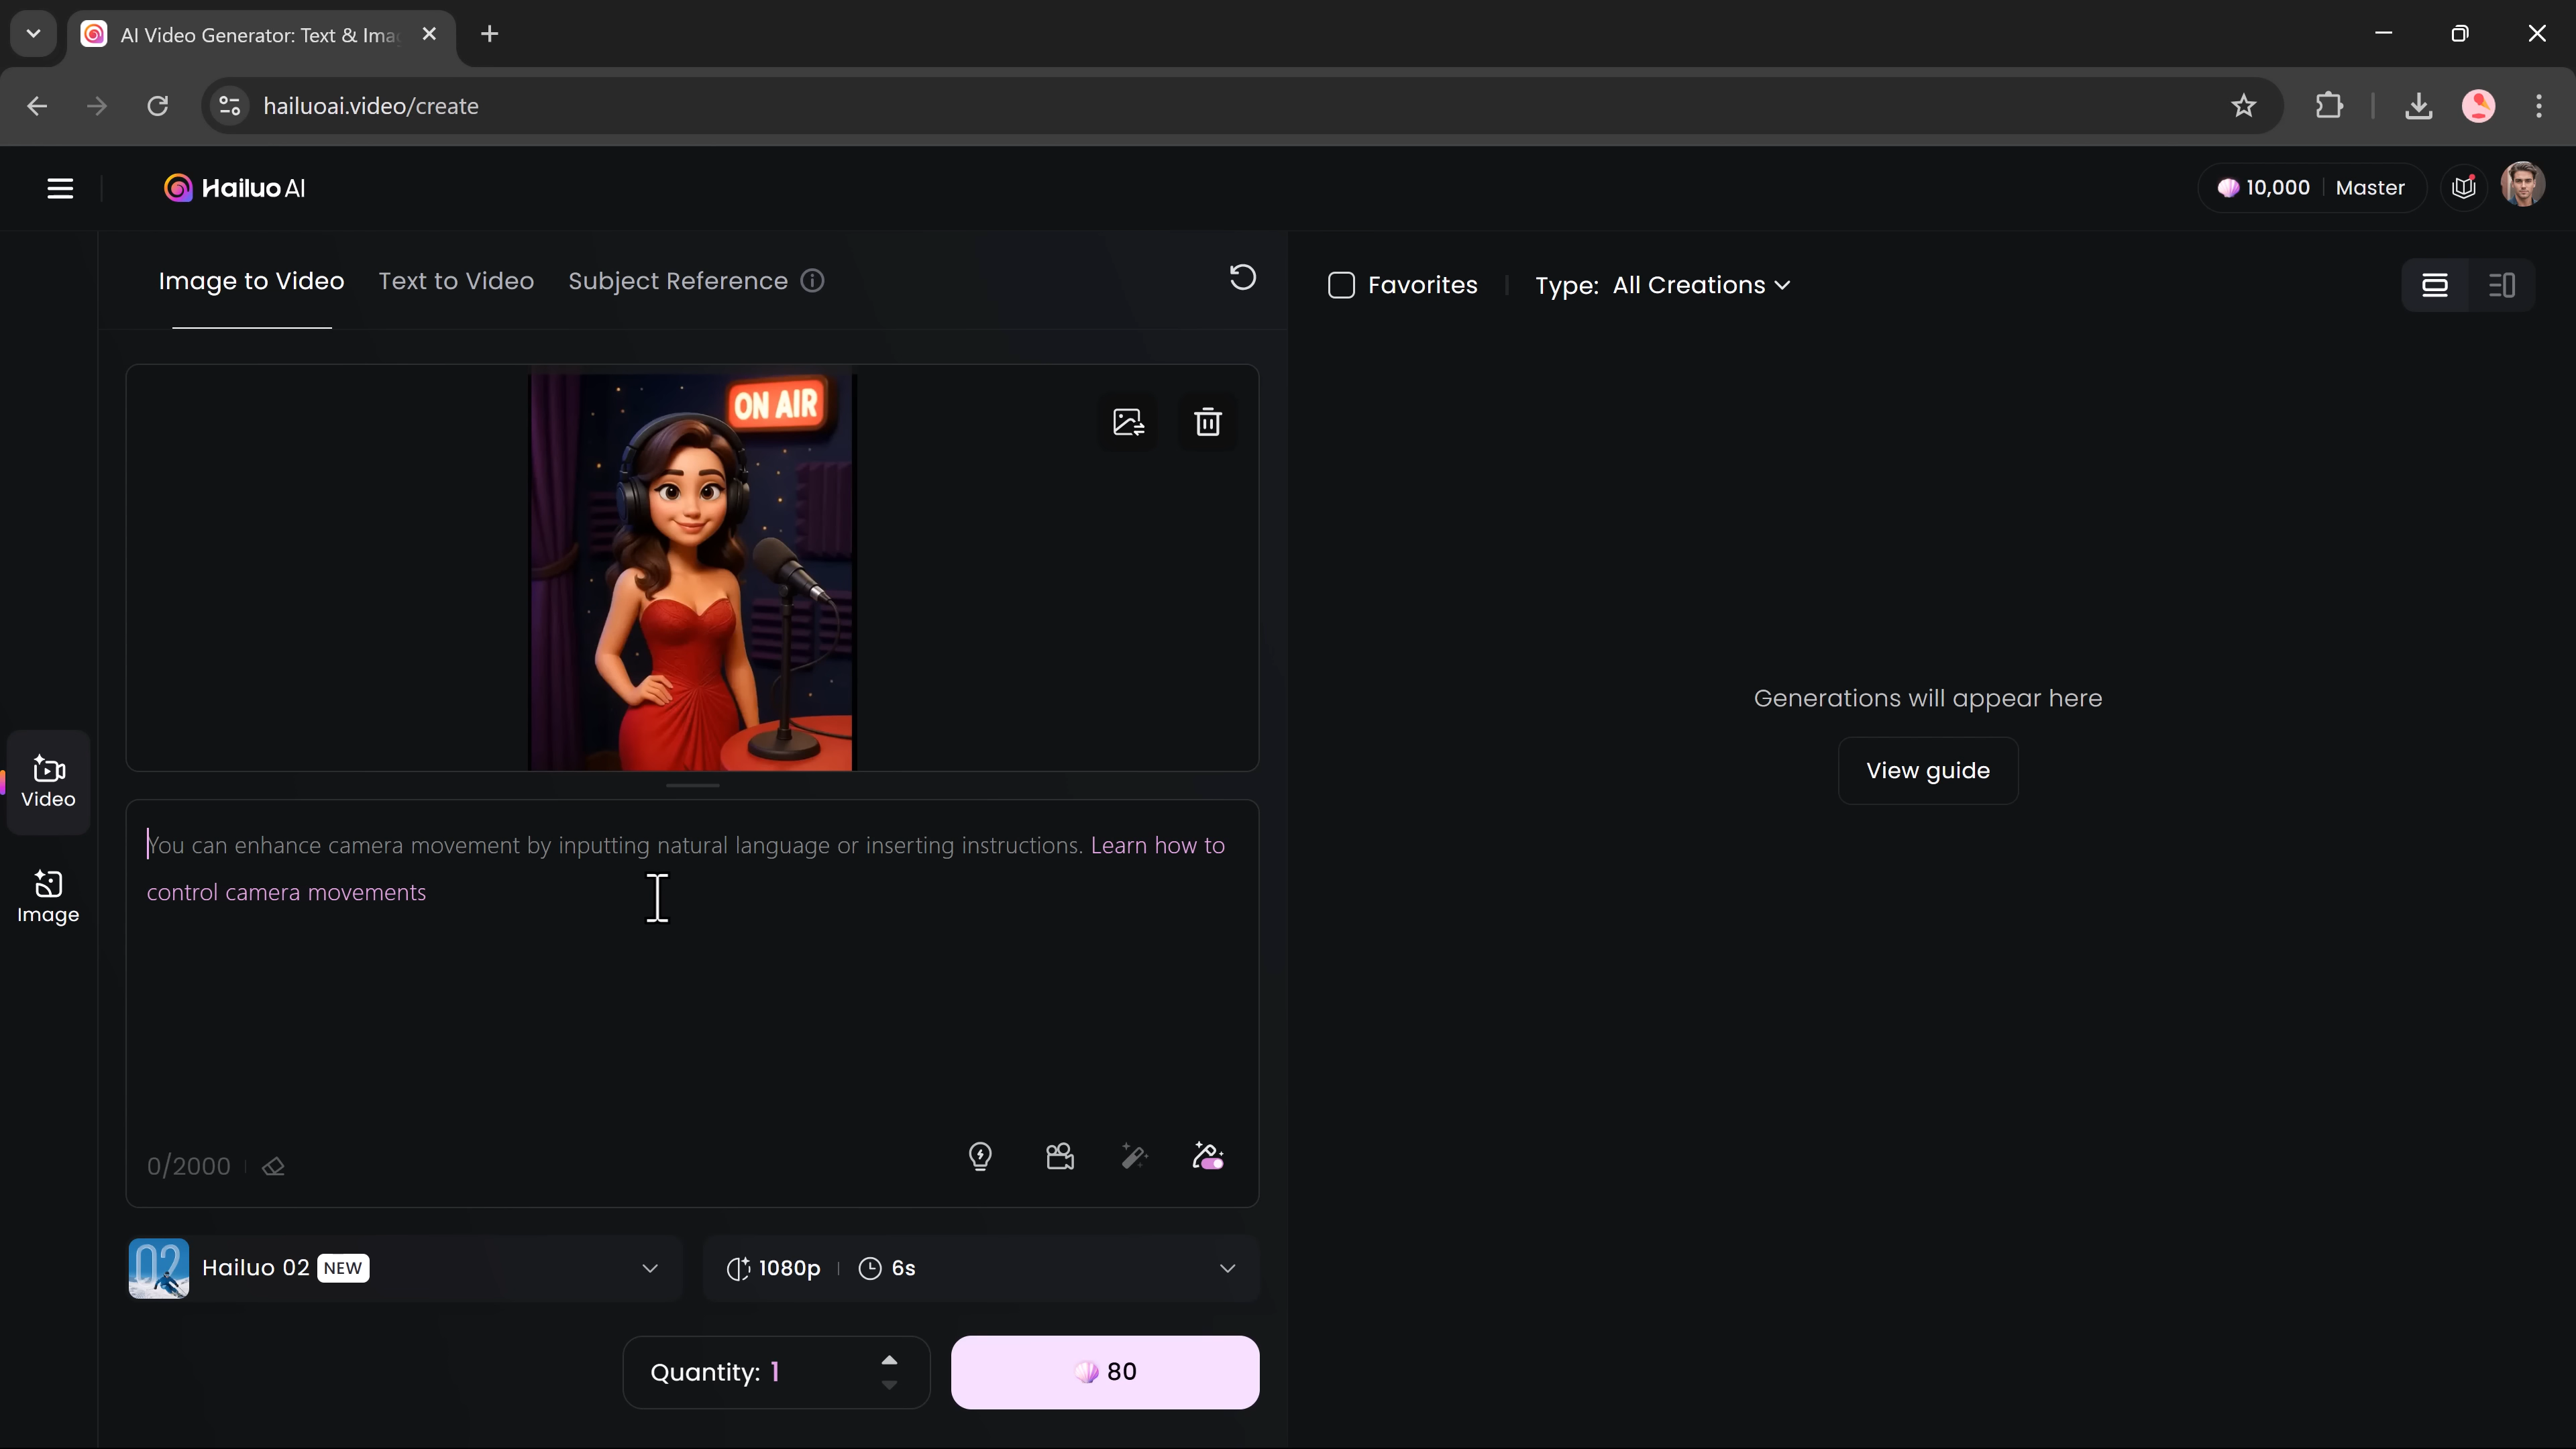 AI Video Generator: Text & Ima
hailuoai.video/create
Hailuo AI
10,000 Master
Image to Video Text to Video Subject Reference
Favorites Type: All Creations
ON AIR
Generations will appear here
View guide
Video
Image
You can enhance camera movement by inputting natural language or inserting instructions. Learn how to
control camera movements
0/2000
02 Hailuo 02 NEW 1080p 6s
Quantity: 1 80